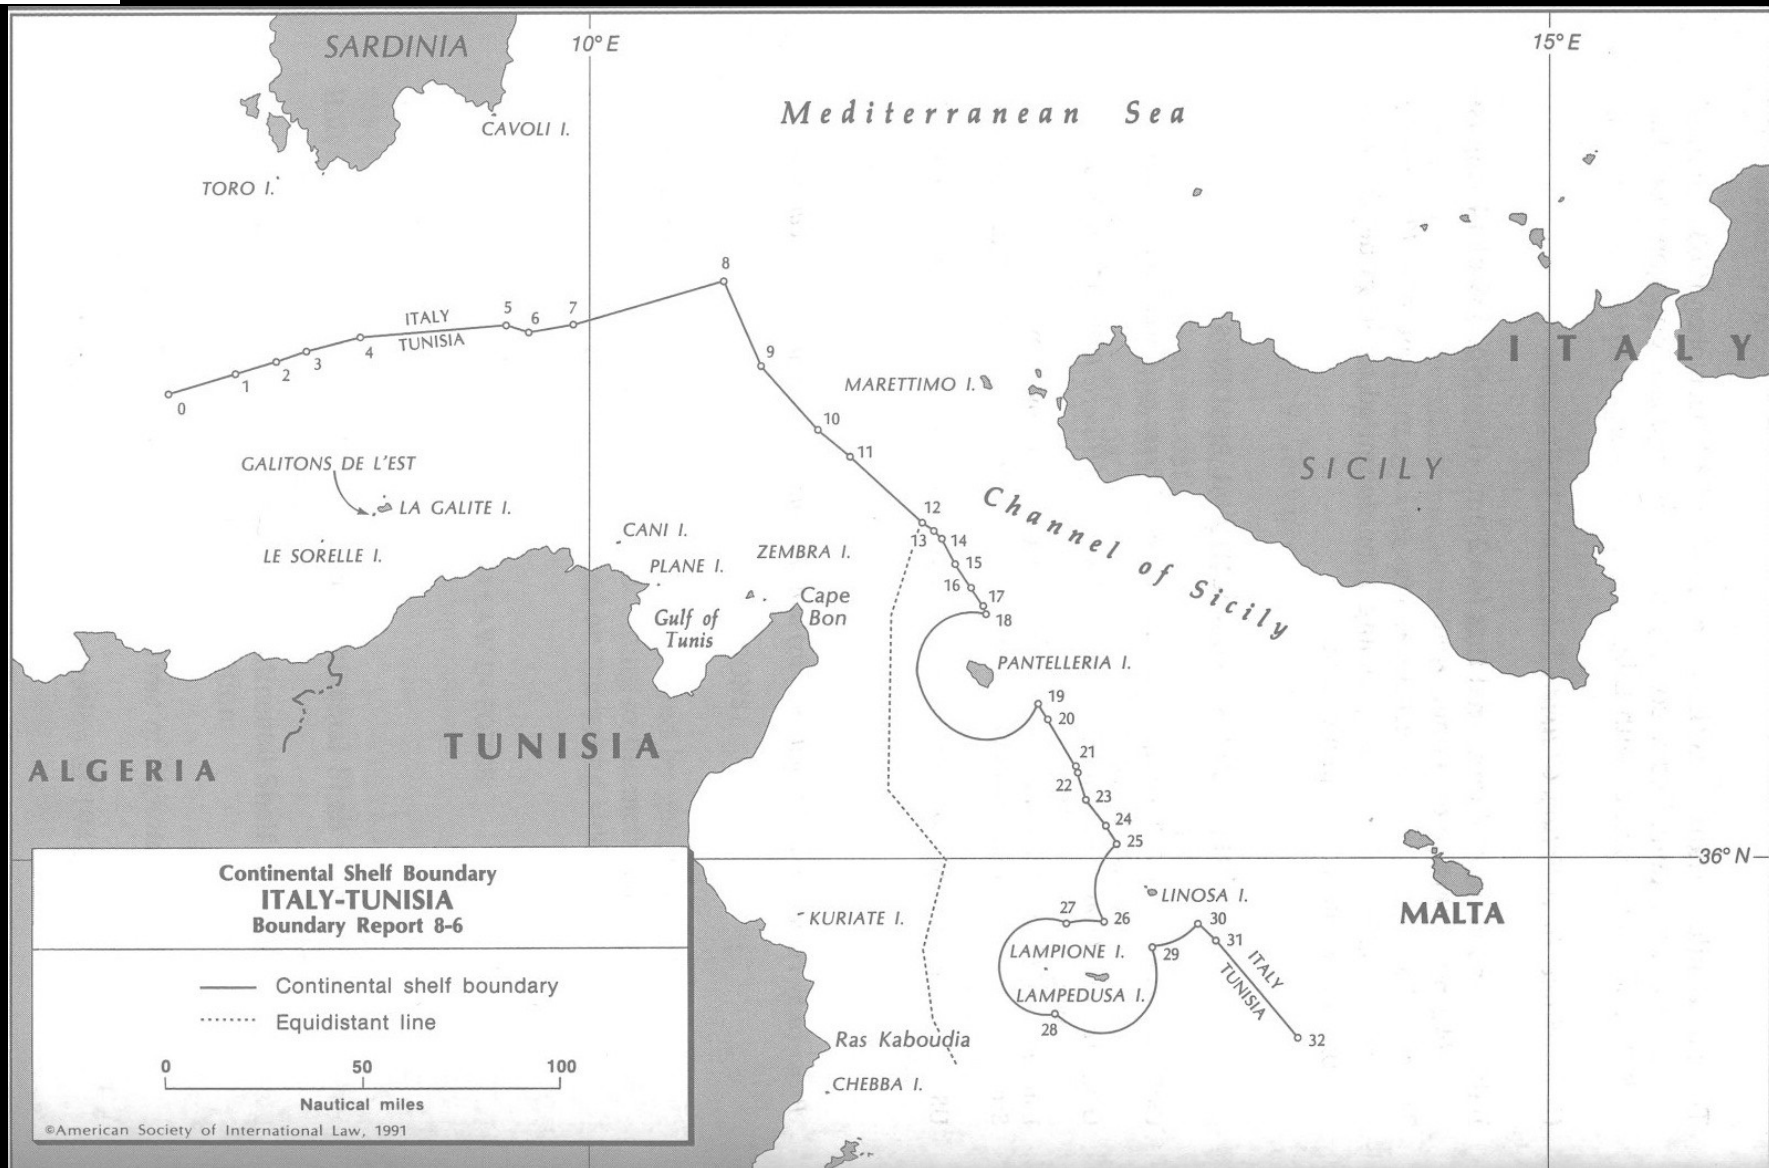 SARDINIA
10°E
15°E
Mediterranean Sea
CAVOLI I.
TORO I.
8
5
6
7
ITALY
TUNISIA
4
3
2
1
0
9
MARETTIMO I.
ITALY
10
11
SICILY
GALITONS DE L'EST
LA GALITE I.
LE SORELLE I.
CANI I.
PLANE I.
ZEMBRA I.
Cape
Bon
Gulf of
Tunis
12
13
14
15
16
17
18
Channel of Sicily
PANTELLERIA I.
19
20
21
22
23
24
25
TUNISIA
ALGERIA
36°N
MALTA
LINOSA I.
KURIATE I.
27
26
30
31
29
LAMPIONE I.
LAMPEDUSA I.
28
ITALY
TUNISIA
32
Ras Kaboudia
CHEBBA I.
Continental Shelf Boundary
ITALY-TUNISIA
Boundary Report 8-6
Continental shelf boundary
Equidistant line
0 50 100
Nautical miles
©American Society of International Law, 1991